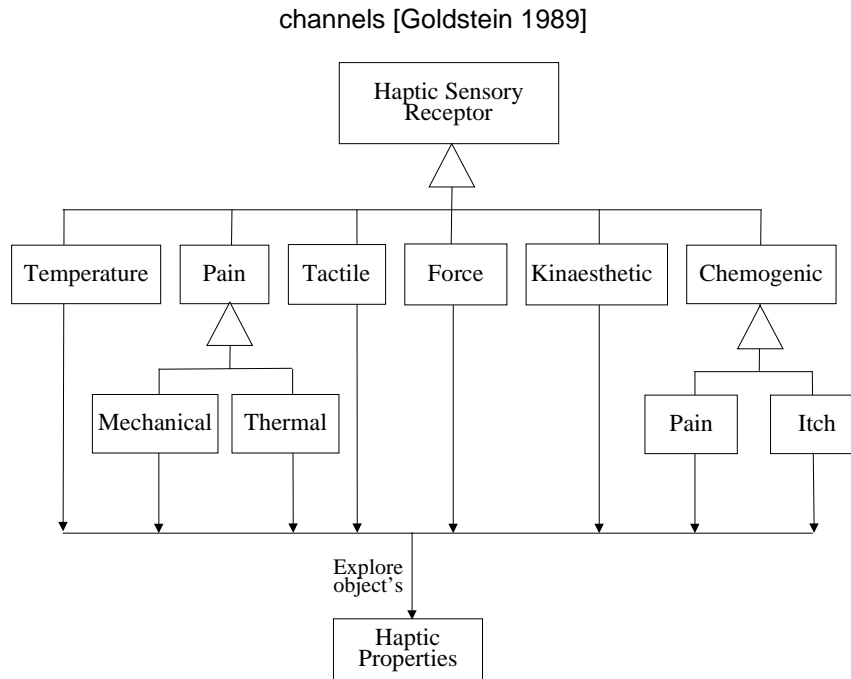 channels [Goldstein 1989]
Haptic Sensory
Receptor
Temperature
Pain
Tactile
Force
Kinaesthetic
Chemogenic
Mechanical
Thermal
Pain
Itch
Explore
object's
Haptic
Properties